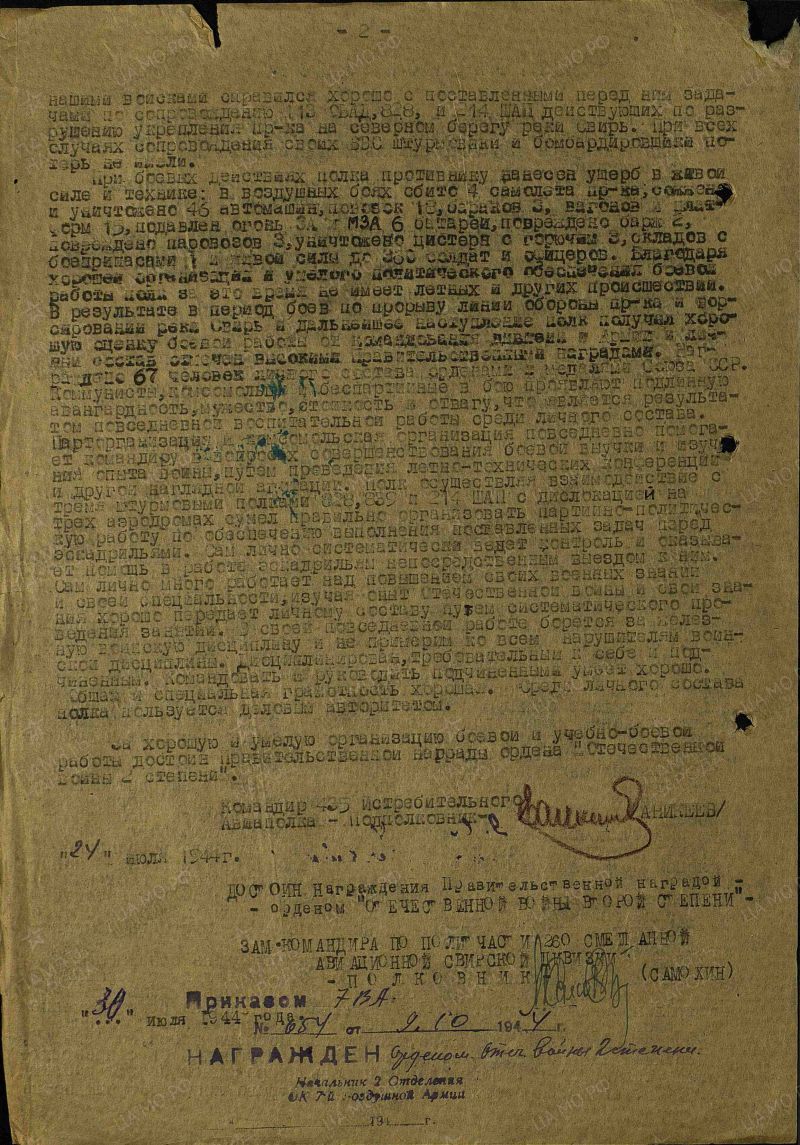 - 2 -
нашими войсками справился хорошо с поставленными перед ним зада-
чами по сопровождению 113 ОБАД, 828, и 214 ШАП действующих по раз-
рушению укрепления пр-ка на северном берегу реки Свирь. При всех
случаях сопровождения своих ВВС штурмовики и бомбардировщики по-
терь не имели.
При боевых действиях полка противнику нанесен ущерб в живой
силе и технике: в воздушных боях сбито 4 самолета пр-ка, сожжено
и уничтожено 46 автомашин, повозок 15, бараков 3, вагонов и плат-
форм 15, подавлен огонь ЗА и МЗА 6 батарей, повреждено барж 2,
повреждено паровозов 3, уничтожено цистерн с горючим 3, складов с
боеприпасами 1 и живой силы до солдат и офицеров. Благодаря
хорошей организации и умелого политического обеспечения боевой
работы полк за это время не имеет летных и других происшествий.
В результате в период боев по прорыву линии обороны пр-ка и фор-
сировании реки Свирь и дальнейшее наступление полк получил хоро-
шую оценку боевой работы от командования дивизии и Армии и лич-
ный состав отмечен высокими правительственными наградами. Наг-
раждено 67 человек личного состава орденами и медалями Союза ССР.
Коммунисты, комсомольцы и беспартийные в бою проявляют подлинную
авангардность, мужество, стойкость и отвагу, что является результа-
том повседневной воспитательной работы среди личного состава.
Парторганизация и комсомольская организация повседневно помога-
ет командиру в вопросах совершенствования боевой выучки и изуче-
ния опыта войны, путем проведения летно-технических конференций
и другой наглядной агитации. Полк осуществляя взаимодействие с
тремя штурмовыми полками 828, 839 и 214 ШАП с дислокацией на
трех аэродромах сумел правильно организовать партийно-политичес-
кую работу по обеспечению выполнения поставленных задач перед
эскадрильями. Сам лично систематически ведет контроль и оказыва-
ет помощь в работе эскадрильям непосредственным выездом к ним.
Сам лично много работает над повышением своих военных знаний
и своей специальности, изучая опыт Отечественной войны и свои зна-
ния хорошо передает личному составу путем систематического про-
ведения занятий. В своей повседневной работе борется за желез-
ную воинскую дисциплину и не примерим ко всем нарушителям воин-
ской дисциплины. Дисциплинирован, требовательный к себе и под-
чиненным. Командовать и руководить подчиненными умеет хорошо.
Общая и специальная грамотность хорошая. Среди личного состава
полка пользуется деловым авторитетом.
За хорошую и умелую организацию боевой и учебно-боевой
работы достоин правительственной награды ордена "Отечественной
войны 2 степени".
Командир 435 истребительного
Авиаполка - Подполковник- /АНИКЕЕВ/
"24" июля 1944г.
ДОСТОИН Награждения Правительственной наградой -
- орденом "ОТЕЧЕСТВЕННОЙ ВОЙНЫ ВТОРОЙ СТЕПЕНИ"-
ЗАМ.КОМАНДИРА ПО ПОЛИТЧАСТИ 260 СМЕШАННОЙ
АВИАЦИОННОЙ СВИРСКОЙ ДИВИЗИИ
- ПОЛКОВНИК (САМОХИН)
"30" июля 1944 года.
Приказом 7 ВА.
№ 054 от 9.10 1944 г.
НАГРАЖДЕН Орденом Отеч. Войны 2 степени.
Начальник 2 Отделения
ОК 7-й Воздушной Армии
194 г.